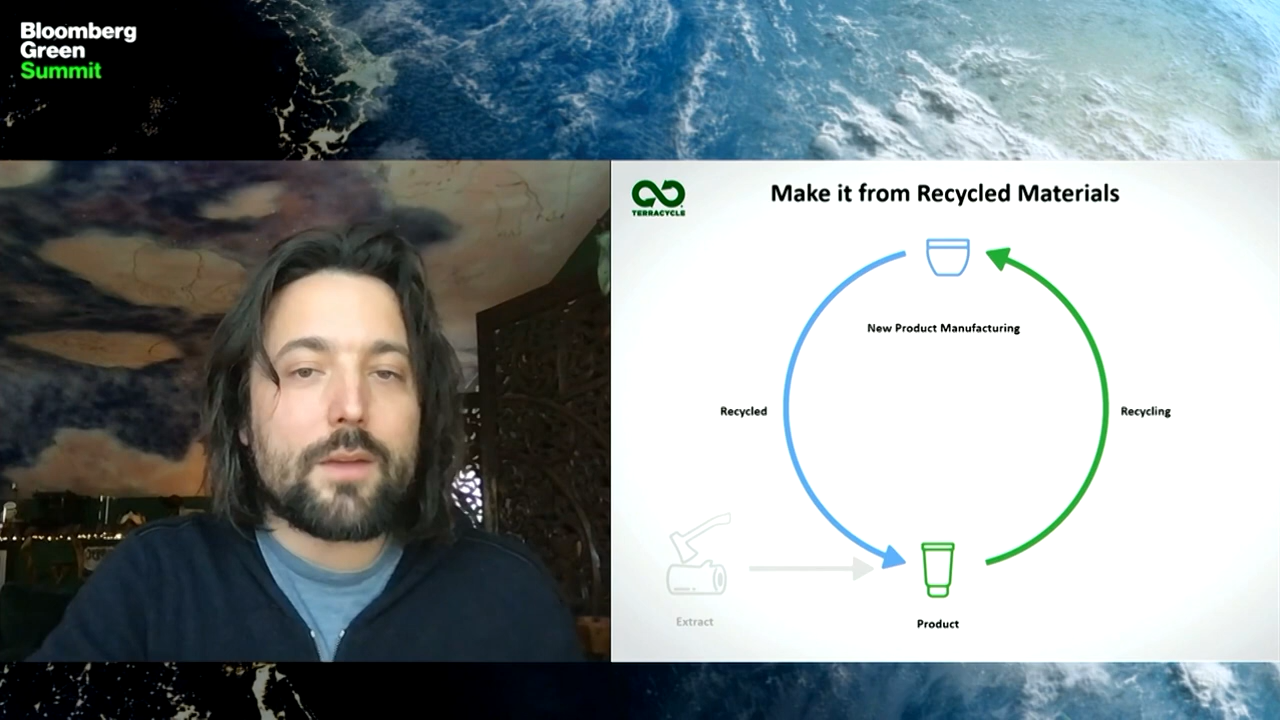 Bloomberg
Green
Summit
TERRACYCLE
Make it from Recycled Materials
New Product Manufacturing
Recycled
Recycling
Extract
Product